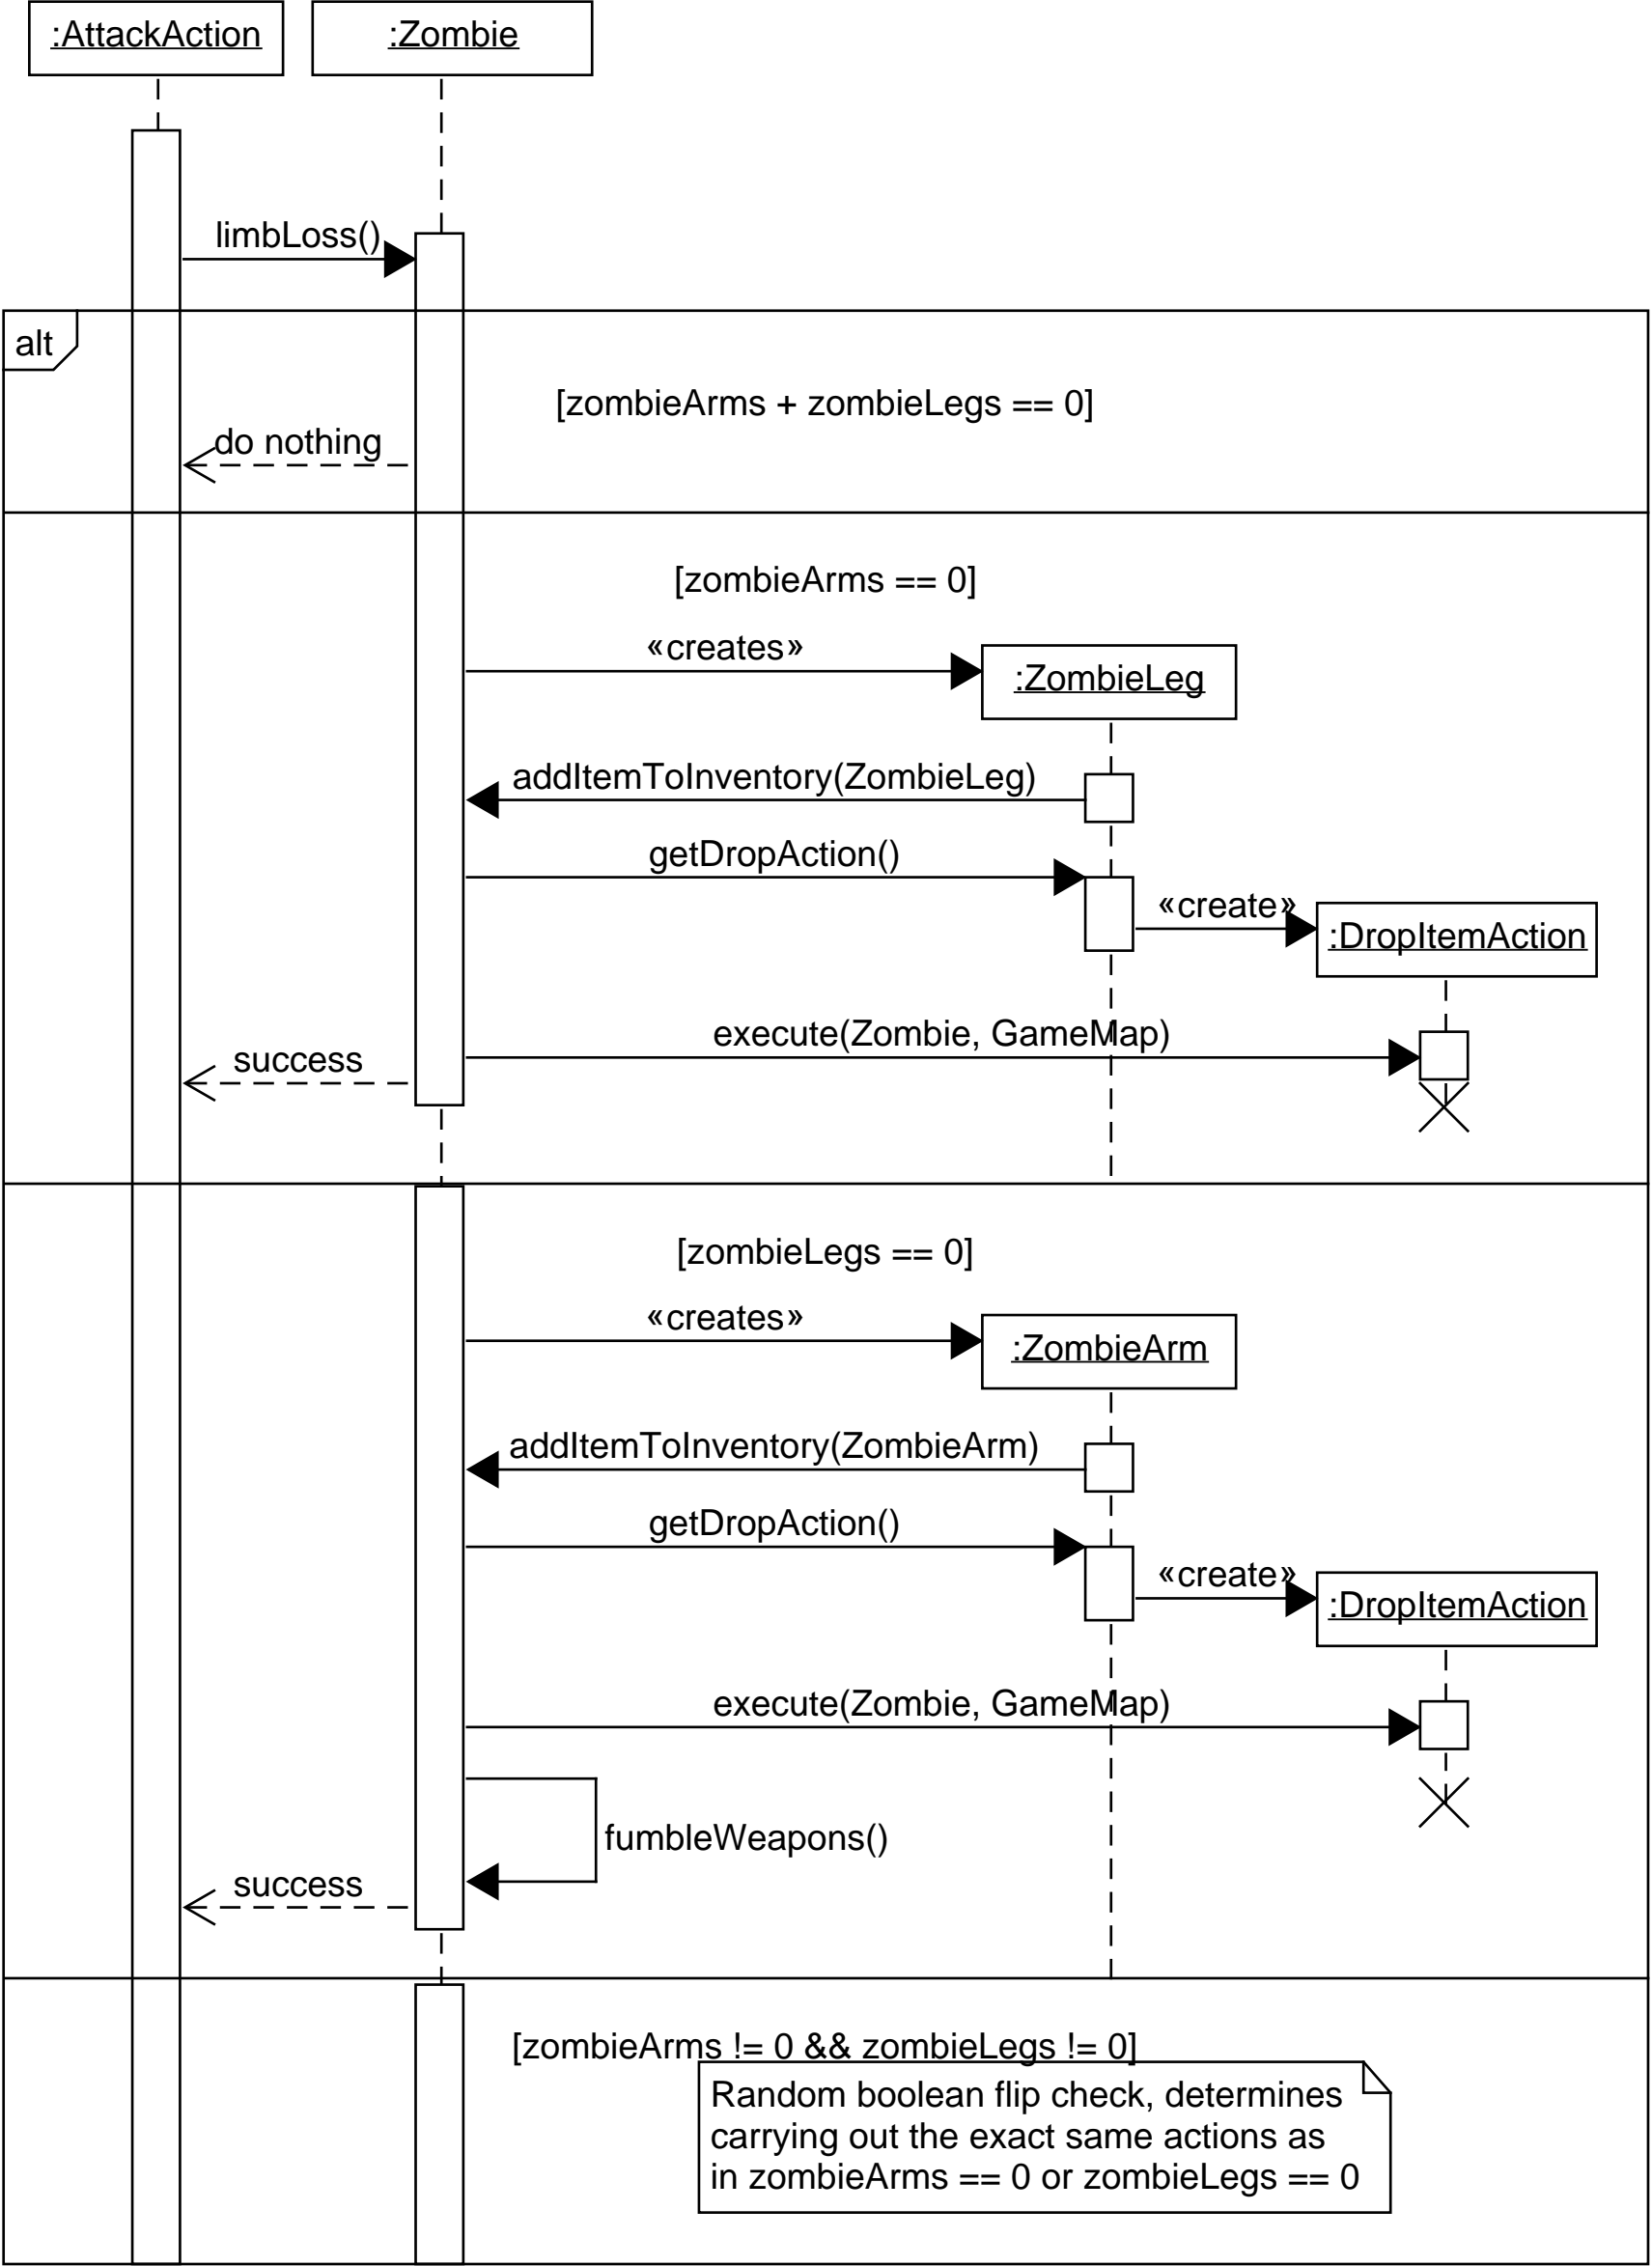 :AttackAction
:Zombie
limbLoss()
alt
[zombieArms + zombieLegs == 0]
do nothing
[zombieArms == 0]
«creates»
:ZombieLeg
addItemToInventory(ZombieLeg)
getDropAction()
«create»
:DropItemAction
execute(Zombie, GameMap)
success
[zombieLegs == 0]
«creates»
:ZombieArm
addItemToInventory(ZombieArm)
getDropAction()
«create»
:DropItemAction
execute(Zombie, GameMap)
fumbleWeapons()
success
[zombieArms != 0 && zombieLegs != 0]
Random boolean flip check, determines
carrying out the exact same actions as
in zombieArms == 0 or zombieLegs == 0